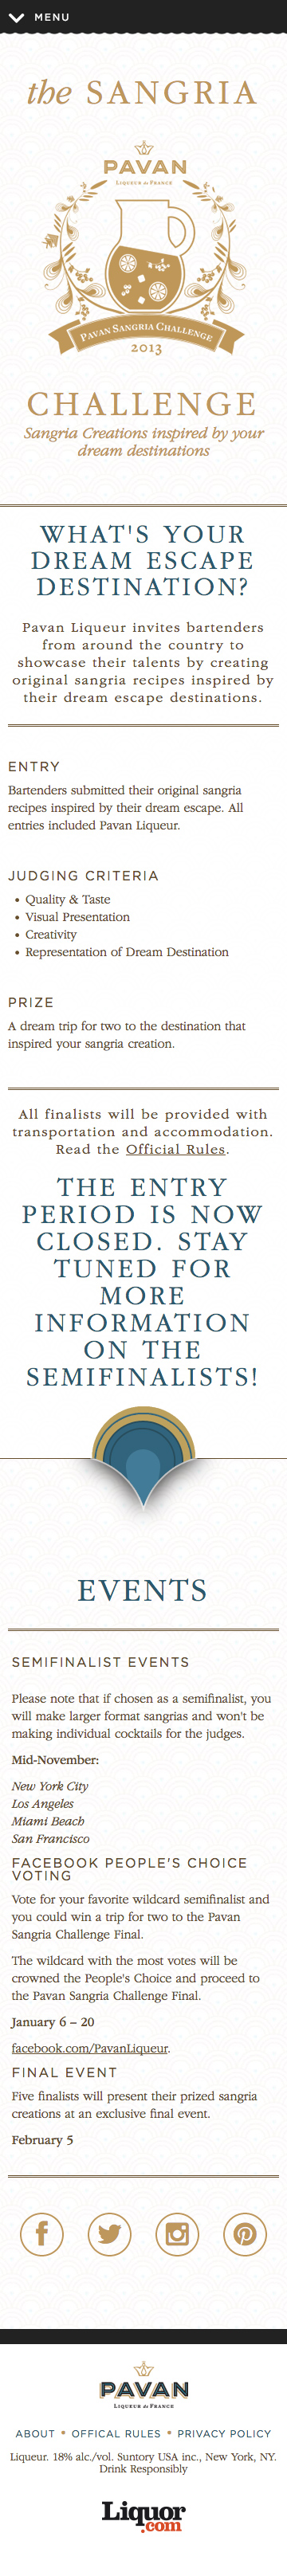 MENU
the SANGRIA
PAVAN
LIQUEUR de FRANCE
PAVAN SANGRIA CHALLENGE
2013
CHALLENGE
Sangria Creations inspired by your
dream destinations
WHAT'S YOUR
DREAM ESCAPE
DESTINATION?
Pavan Liqueur invites bartenders
from around the country to
showcase their talents by creating
original sangria recipes inspired by
their dream escape destinations.
ENTRY
Bartenders submitted their original sangria
recipes inspired by their dream escape. All
entries included Pavan Liqueur.
JUDGING CRITERIA
• Quality & Taste
• Visual Presentation
• Creativity
• Representation of Dream Destination
PRIZE
A dream trip for two to the destination that
inspired your sangria creation.
All finalists will be provided with
transportation and accommodation.
Read the Official Rules.
THE ENTRY
PERIOD IS NOW
CLOSED. STAY
TUNED FOR
MORE
INFORMATION
ON THE
SEMIFINALISTS!
EVENTS
SEMIFINALIST EVENTS
Please note that if chosen as a semifinalist, you
will make larger format sangrias and won't be
making individual cocktails for the judges.
Mid-November:
New York City
Los Angeles
Miami Beach
San Francisco
FACEBOOK PEOPLE'S CHOICE
VOTING
Vote for your favorite wildcard semifinalist and
you could win a trip for two to the Pavan
Sangria Challenge Final.
The wildcard with the most votes will be
crowned the People's Choice and proceed to
the Pavan Sangria Challenge Final.
January 6 – 20
facebook.com/PavanLiqueur.
FINAL EVENT
Five finalists will present their prized sangria
creations at an exclusive final event.
February 5
PAVAN
LIQUEUR de FRANCE
ABOUT • OFFICAL RULES • PRIVACY POLICY
Liqueur. 18% alc./vol. Suntory USA inc., New York, NY.
Drink Responsibly
Liquor
.com